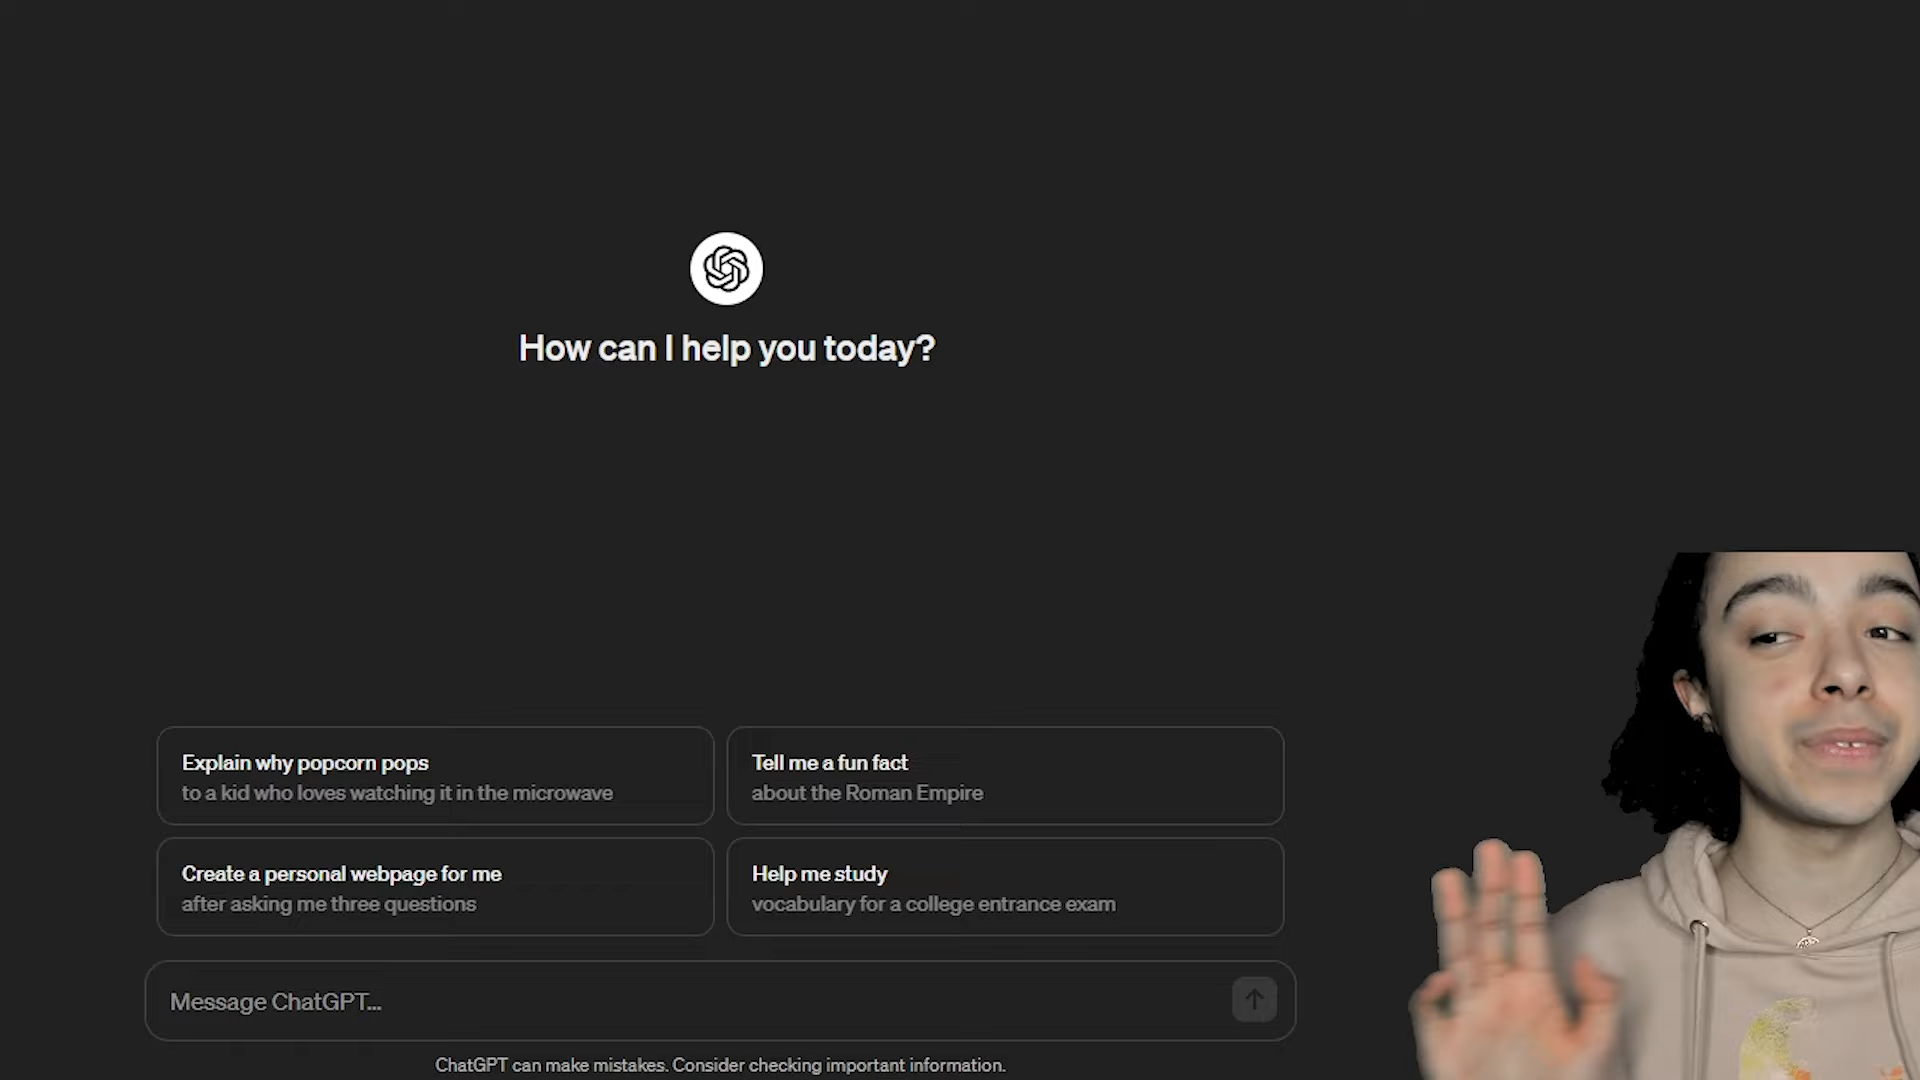 How can I help you today?
Explain why popcorn pops
to a kid who loves watching it in the microwave
Tell me a fun fact
about the Roman Empire
Create a personal webpage for me
after asking me three questions
Help me study
vocabulary for a college entrance exam
Message ChatGPT...
ChatGPT can make mistakes. Consider checking important information.